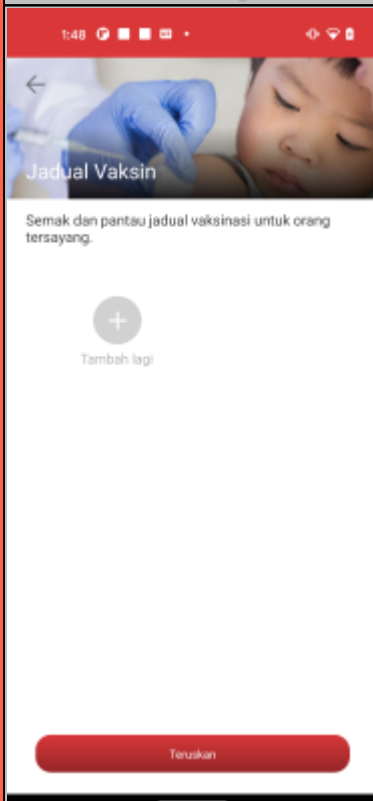 1:48
Jadual Vaksin
Semak dan pantau jadual vaksinasi untuk orang
tersayang.
Tambah lagi
Teruskan